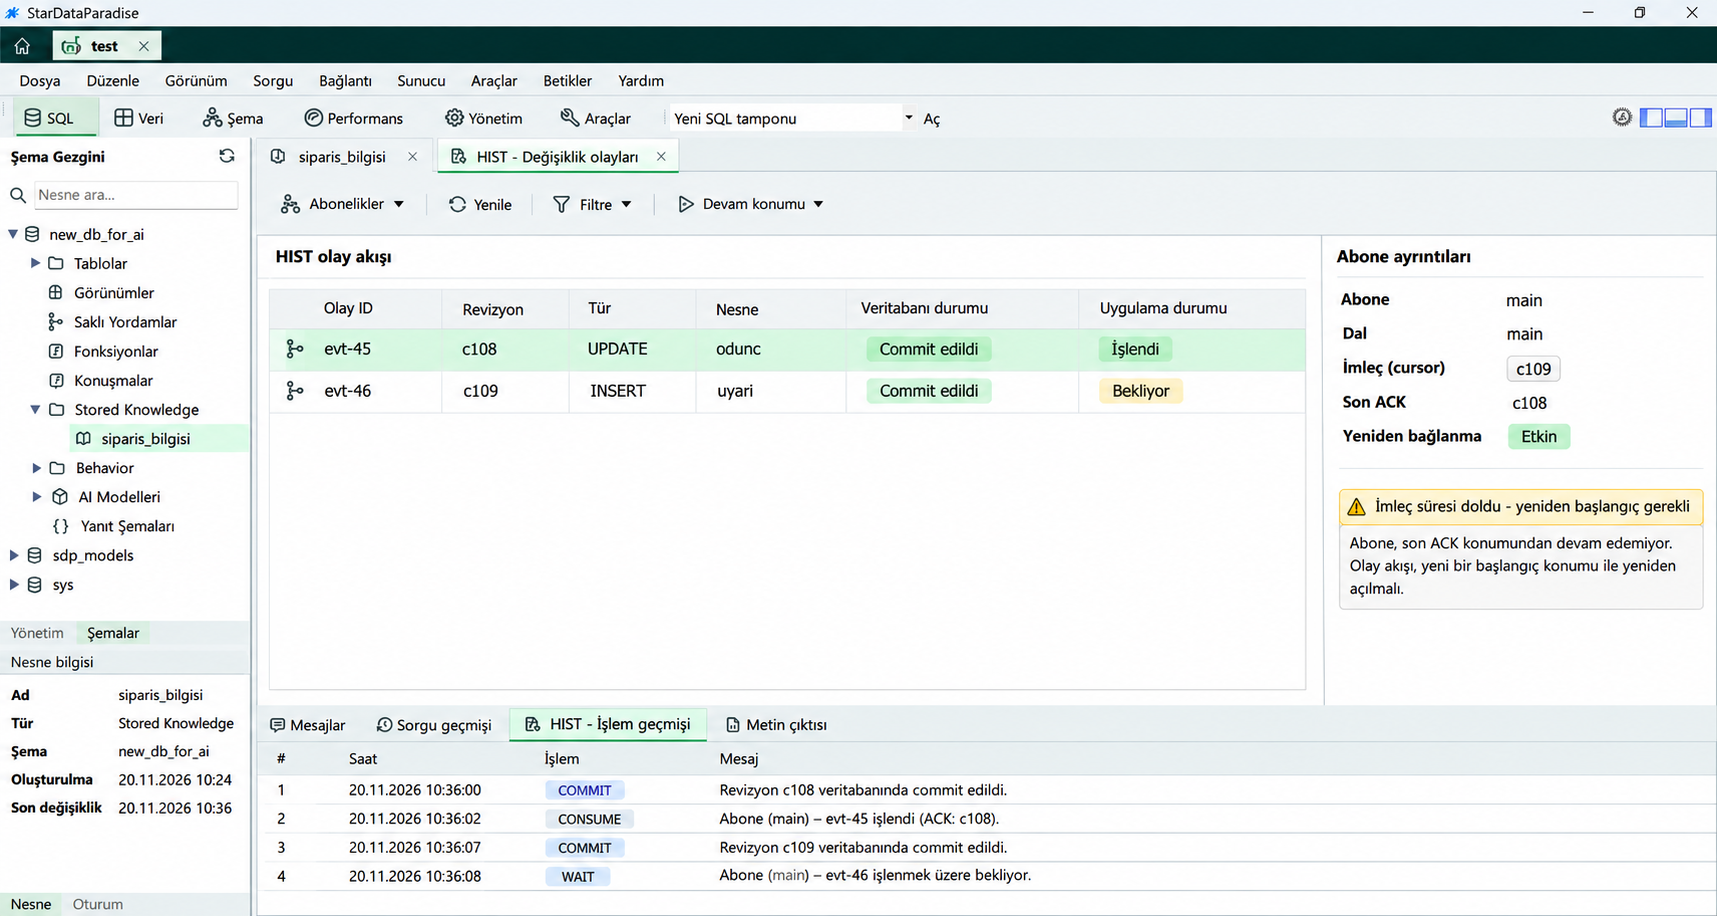 StarDataParadise
test
Dosya Düzenle Görünüm Sorgu Bağlantı Sunucu Araçlar Betikler Yardım
SQL Veri Şema Performans Yönetim Araçlar Yeni SQL tamponu Aç
Şema Gezgini
Nesne ara...
new_db_for_ai
Tablolar
Görünümler
Saklı Yordamlar
Fonksiyonlar
Konuşmalar
Stored Knowledge
siparis_bilgisi
Behavior
AI Modelleri
Yanıt Şemaları
sdp_models
sys
Yönetim Şemalar
Nesne bilgisi
Ad siparis_bilgisi
Tür Stored Knowledge
Şema new_db_for_ai
Oluşturulma 20.11.2026 10:24
Son değişiklik 20.11.2026 10:36
Nesne Oturum
siparis_bilgisi HIST - Değişiklik olayları
Abonelikler Yenile Filtre Devam konumu
HIST olay akışı
Olay ID Revizyon Tür Nesne Veritabanı durumu Uygulama durumu
evt-45 c108 UPDATE odunc Commit edildi İşlendi
evt-46 c109 INSERT uyari Commit edildi Bekliyor
Abone ayrıntıları
Abone main
Dal main
İmleç (cursor) c109
Son ACK c108
Yeniden bağlanma Etkin
İmleç süresi doldu - yeniden başlangıç gerekli
Abone, son ACK konumundan devam edemiyor.
Olay akışı, yeni bir başlangıç konumu ile yeniden
açılmalı.
Mesajlar Sorgu geçmişi HIST - İşlem geçmişi Metin çıktısı
# Saat İşlem Mesaj
1 20.11.2026 10:36:00 COMMIT Revizyon c108 veritabanında commit edildi.
2 20.11.2026 10:36:02 CONSUME Abone (main) – evt-45 işlendi (ACK: c108).
3 20.11.2026 10:36:07 COMMIT Revizyon c109 veritabanında commit edildi.
4 20.11.2026 10:36:08 WAIT Abone (main) – evt-46 işlenmek üzere bekliyor.